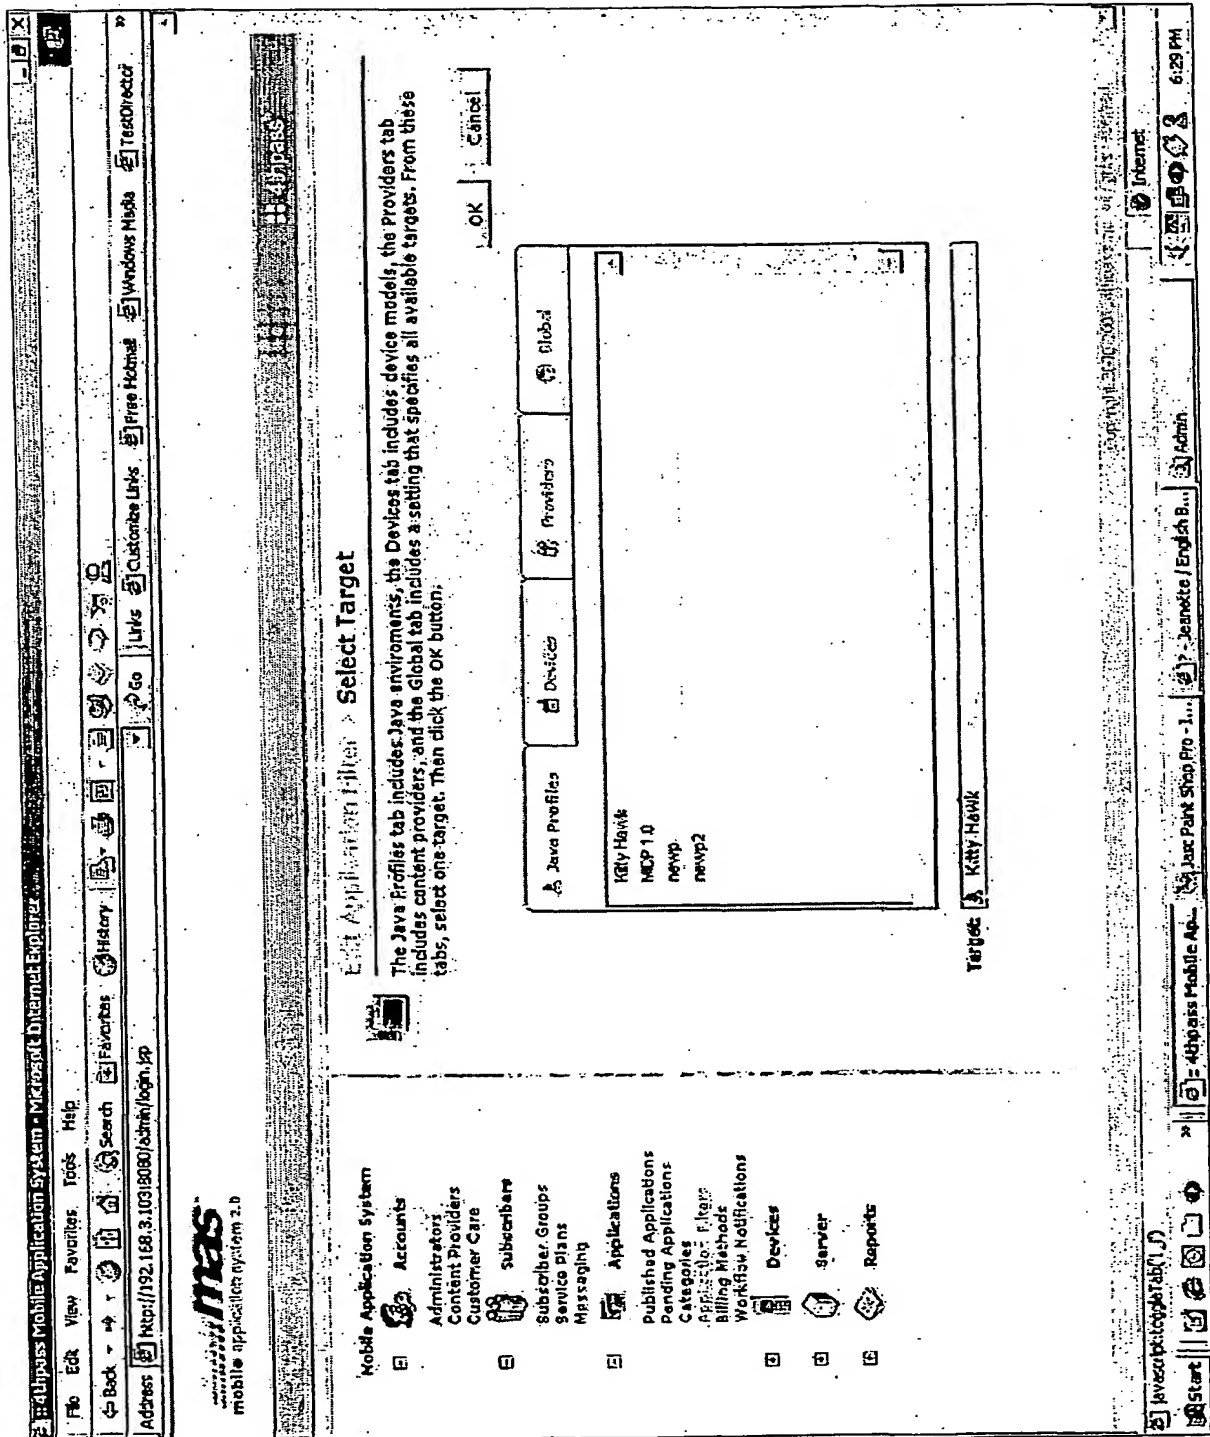 4thpass Mobile Application System - Microsoft Internet Explorer
File Edit View Favorites Tools Help
Back Search Favorites History
Address http://192.168.3.103:8080/admin/login.jsp Go Links Customize Links Free Hotmail Windows Media TestDirector
mas
mobile application system 2.0
4thpass
Mobile Application System
Accounts
Administrators
Content Providers
Customer Care
Subscribers
Subscriber Groups
Service Plans
Messaging
Applications
Published Applications
Pending Applications
Categories
Application Filters
Billing Methods
Workflow Notifications
Devices
Server
Reports
Edit Application Filter > Select Target
The Java Profiles tab includes Java enviroments, the Devices tab includes device models, the Providers tab
includes content providers, and the Global tab includes a setting that specifies all available targets. From these
tabs, select one target. Then click the OK button.
OK Cancel
Java Profiles Devices Providers Global
Kitty Hawk
MIDP 1.0
newp
newp2
Target: Kitty Hawk
javascript:toggleTab('1,1') Internet
Start = 4thpass Mobile Ap... Jasc Paint Shop Pro - 1... ? - Jeanette / English B... Admin 6:29 PM